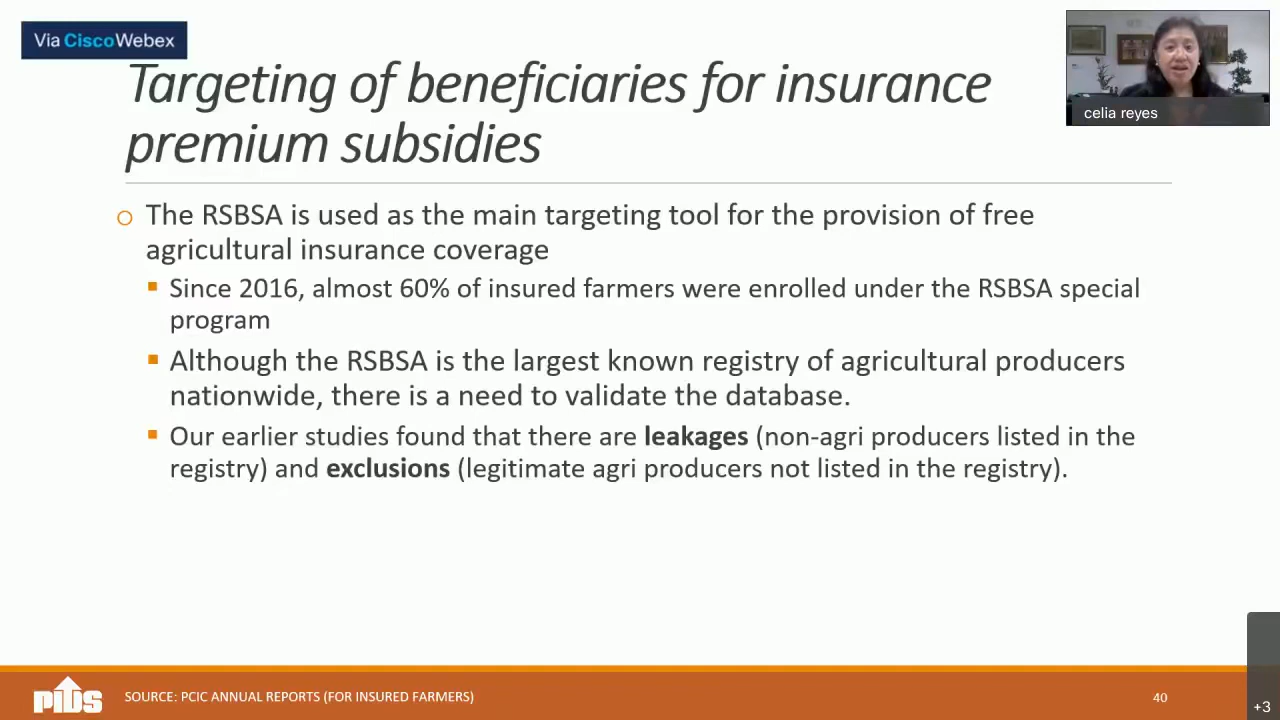 Via CiscoWebex
Targeting of beneficiaries for insurance
premium subsidies
celia reyes
o The RSBSA is used as the main targeting tool for the provision of free
agricultural insurance coverage
▪ Since 2016, almost 60% of insured farmers were enrolled under the RSBSA special
program
▪ Although the RSBSA is the largest known registry of agricultural producers
nationwide, there is a need to validate the database.
▪ Our earlier studies found that there are leakages (non-agri producers listed in the
registry) and exclusions (legitimate agri producers not listed in the registry).
PIDS
SOURCE: PCIC ANNUAL REPORTS (FOR INSURED FARMERS)
40
+3